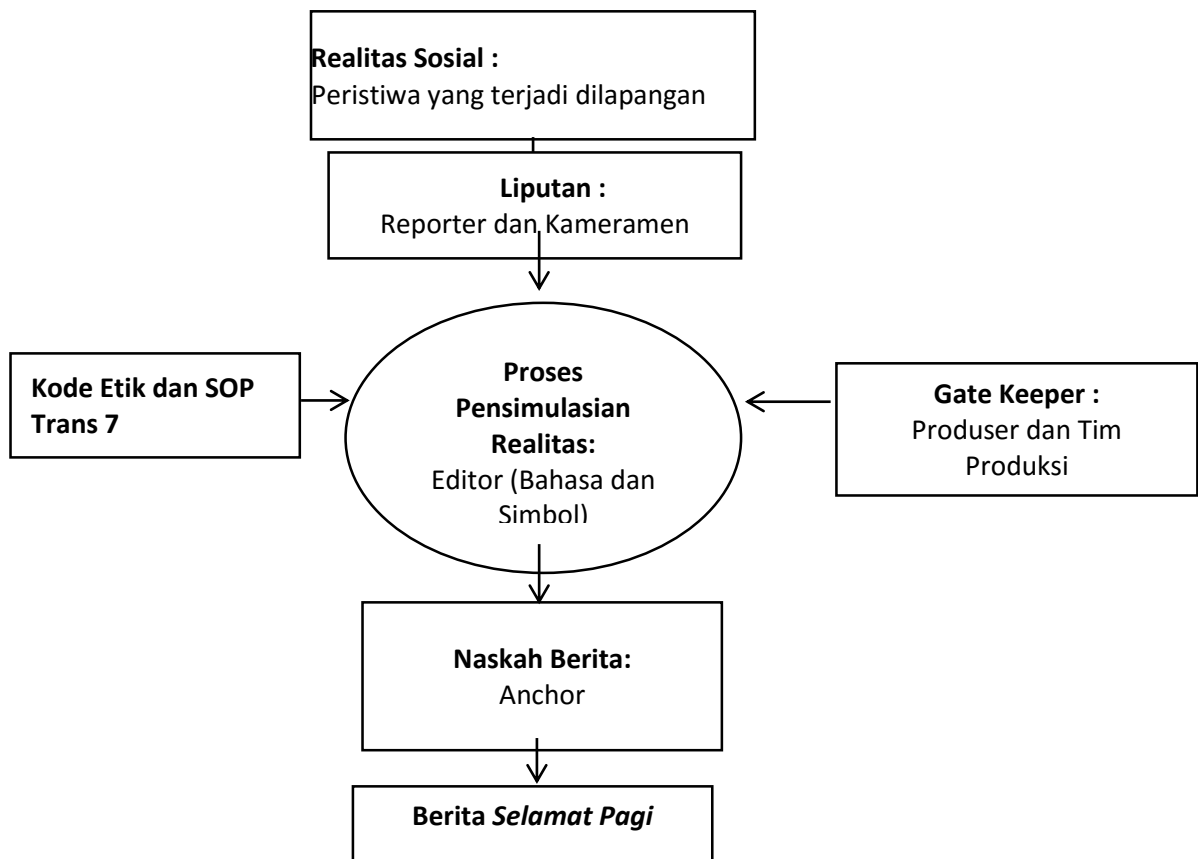 Realitas Sosial :
Peristiwa yang terjadi dilapangan
Liputan :
Reporter dan Kameramen
Proses
Pensimulasian
Realitas:
Editor (Bahasa dan
Simbol)
Kode Etik dan SOP
Trans 7
Gate Keeper :
Produser dan Tim
Produksi
Naskah Berita:
Anchor
Berita Selamat Pagi